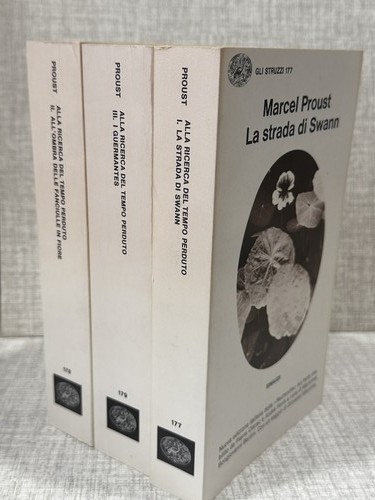 PROUST
ALLA RICERCA DEL TEMPO PERDUTO
II. ALL'OMBRA DELLE FANCIULLE IN FIORE
178
PROUST
ALLA RICERCA DEL TEMPO PERDUTO
III. I GUERMANTES
179
PROUST
ALLA RICERCA DEL TEMPO PERDUTO
I. LA STRADA DI SWANN
177
GLI STRUZZI 177
Marcel Proust
La strada di Swann
EINAUDI